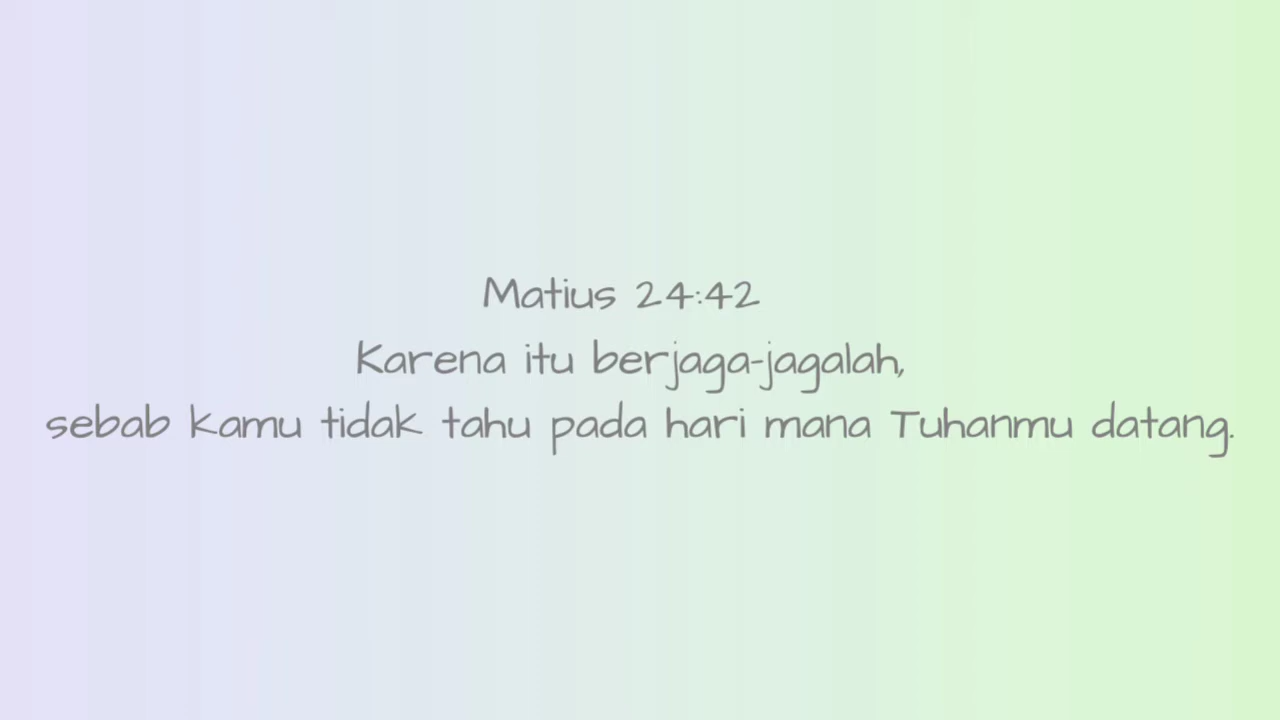 Matius 24:42
Karena itu berjaga-jagalah,
sebab kamu tidak tahu pada hari mana Tuhanmu datang.